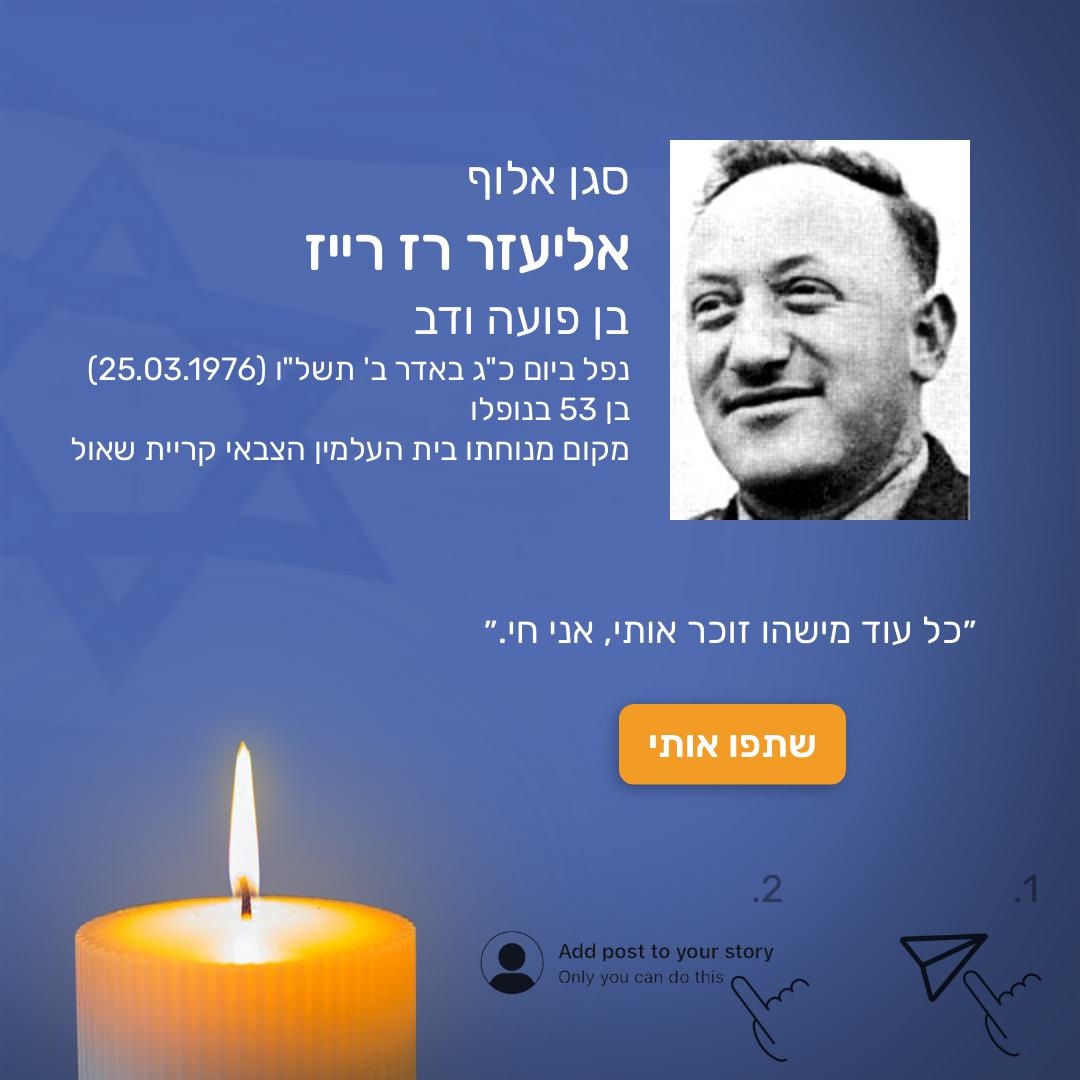 סגן אלוף
אליעזר רז רייז
בן פועה ודב
נפל ביום כ"ג באדר ב' תשל"ו (25.03.1976)
בן 53 בנופלו
מקום מנוחתו בית העלמין הצבאי קריית שאול
״כל עוד מישהו זוכר אותי, אני חי.״
שתפו אותי
1.
2.
Add post to your story
Only you can do this